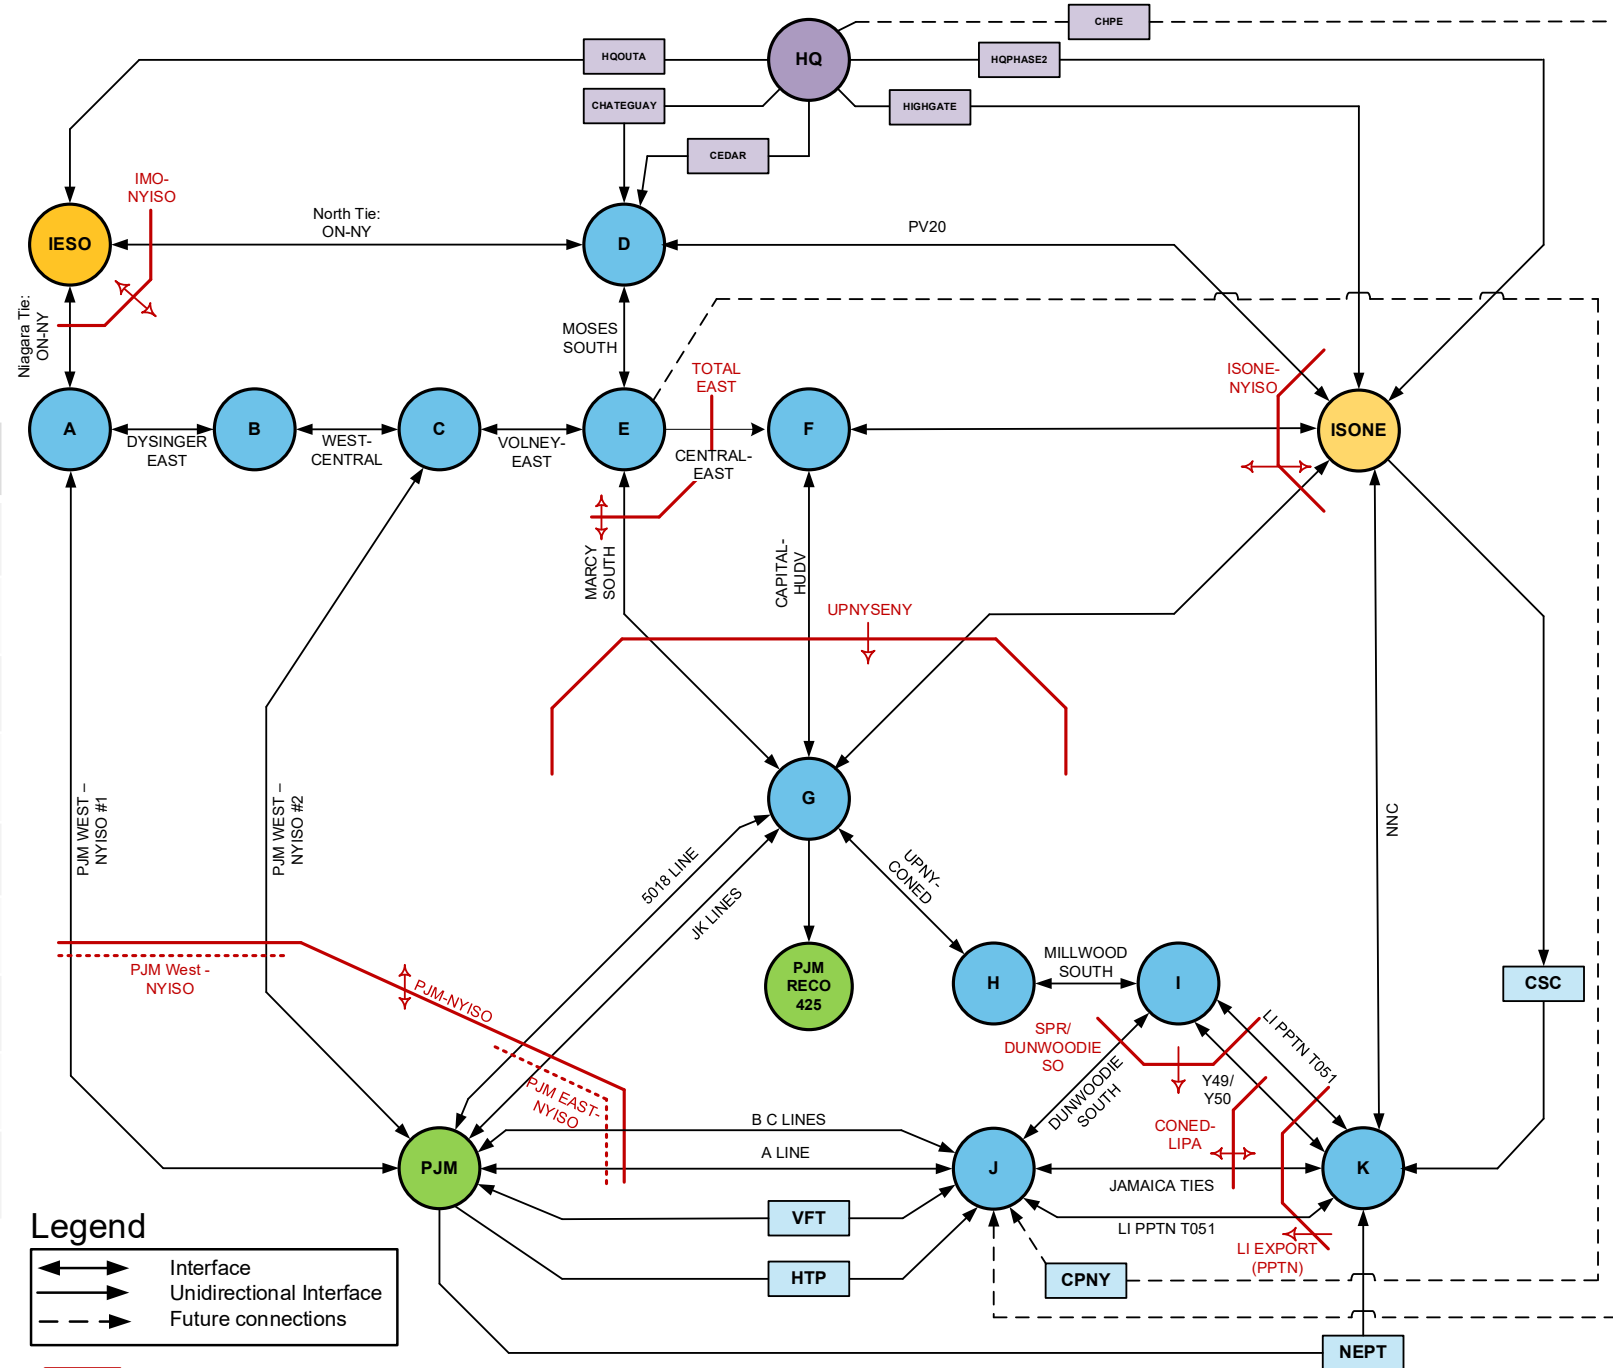 CHPE
HQ
HQOUTA
HQPHASE2
CHATEGUAY
HIGHGATE
CEDAR
IMO-
NYISO
North Tie:
ON-NY
IESO
D
PV20
Niagara Tie:
ON-NY
MOSES
SOUTH
TOTAL
EAST
ISONE-
NYISO
A
DYSINGER
EAST
B
WEST-
CENTRAL
C
VOLNEY-
EAST
E
CENTRAL-
EAST
F
ISONE
MARCY
SOUTH
CAPITAL-
HUDV
UPNYSENY
PJM WEST –
NYISO #1
PJM WEST –
NYISO #2
G
NNC
5018 LINE
JK LINES
UPNY-
CONED
PJM West -
NYISO
PJM-NYISO
PJM
RECO
425
H
MILLWOOD
SOUTH
I
CSC
SPR/
DUNWOODIE
SO
LI PPTN T051
DUNWOODIE
SOUTH
Y49/
Y50
PJM EAST-
NYISO
B C LINES
CONED-
LIPA
PJM
A LINE
J
JAMAICA TIES
K
VFT
LI PPTN T051
LI EXPORT
(PPTN)
HTP
CPNY
NEPT
Legend
Interface
Unidirectional Interface
Future connections